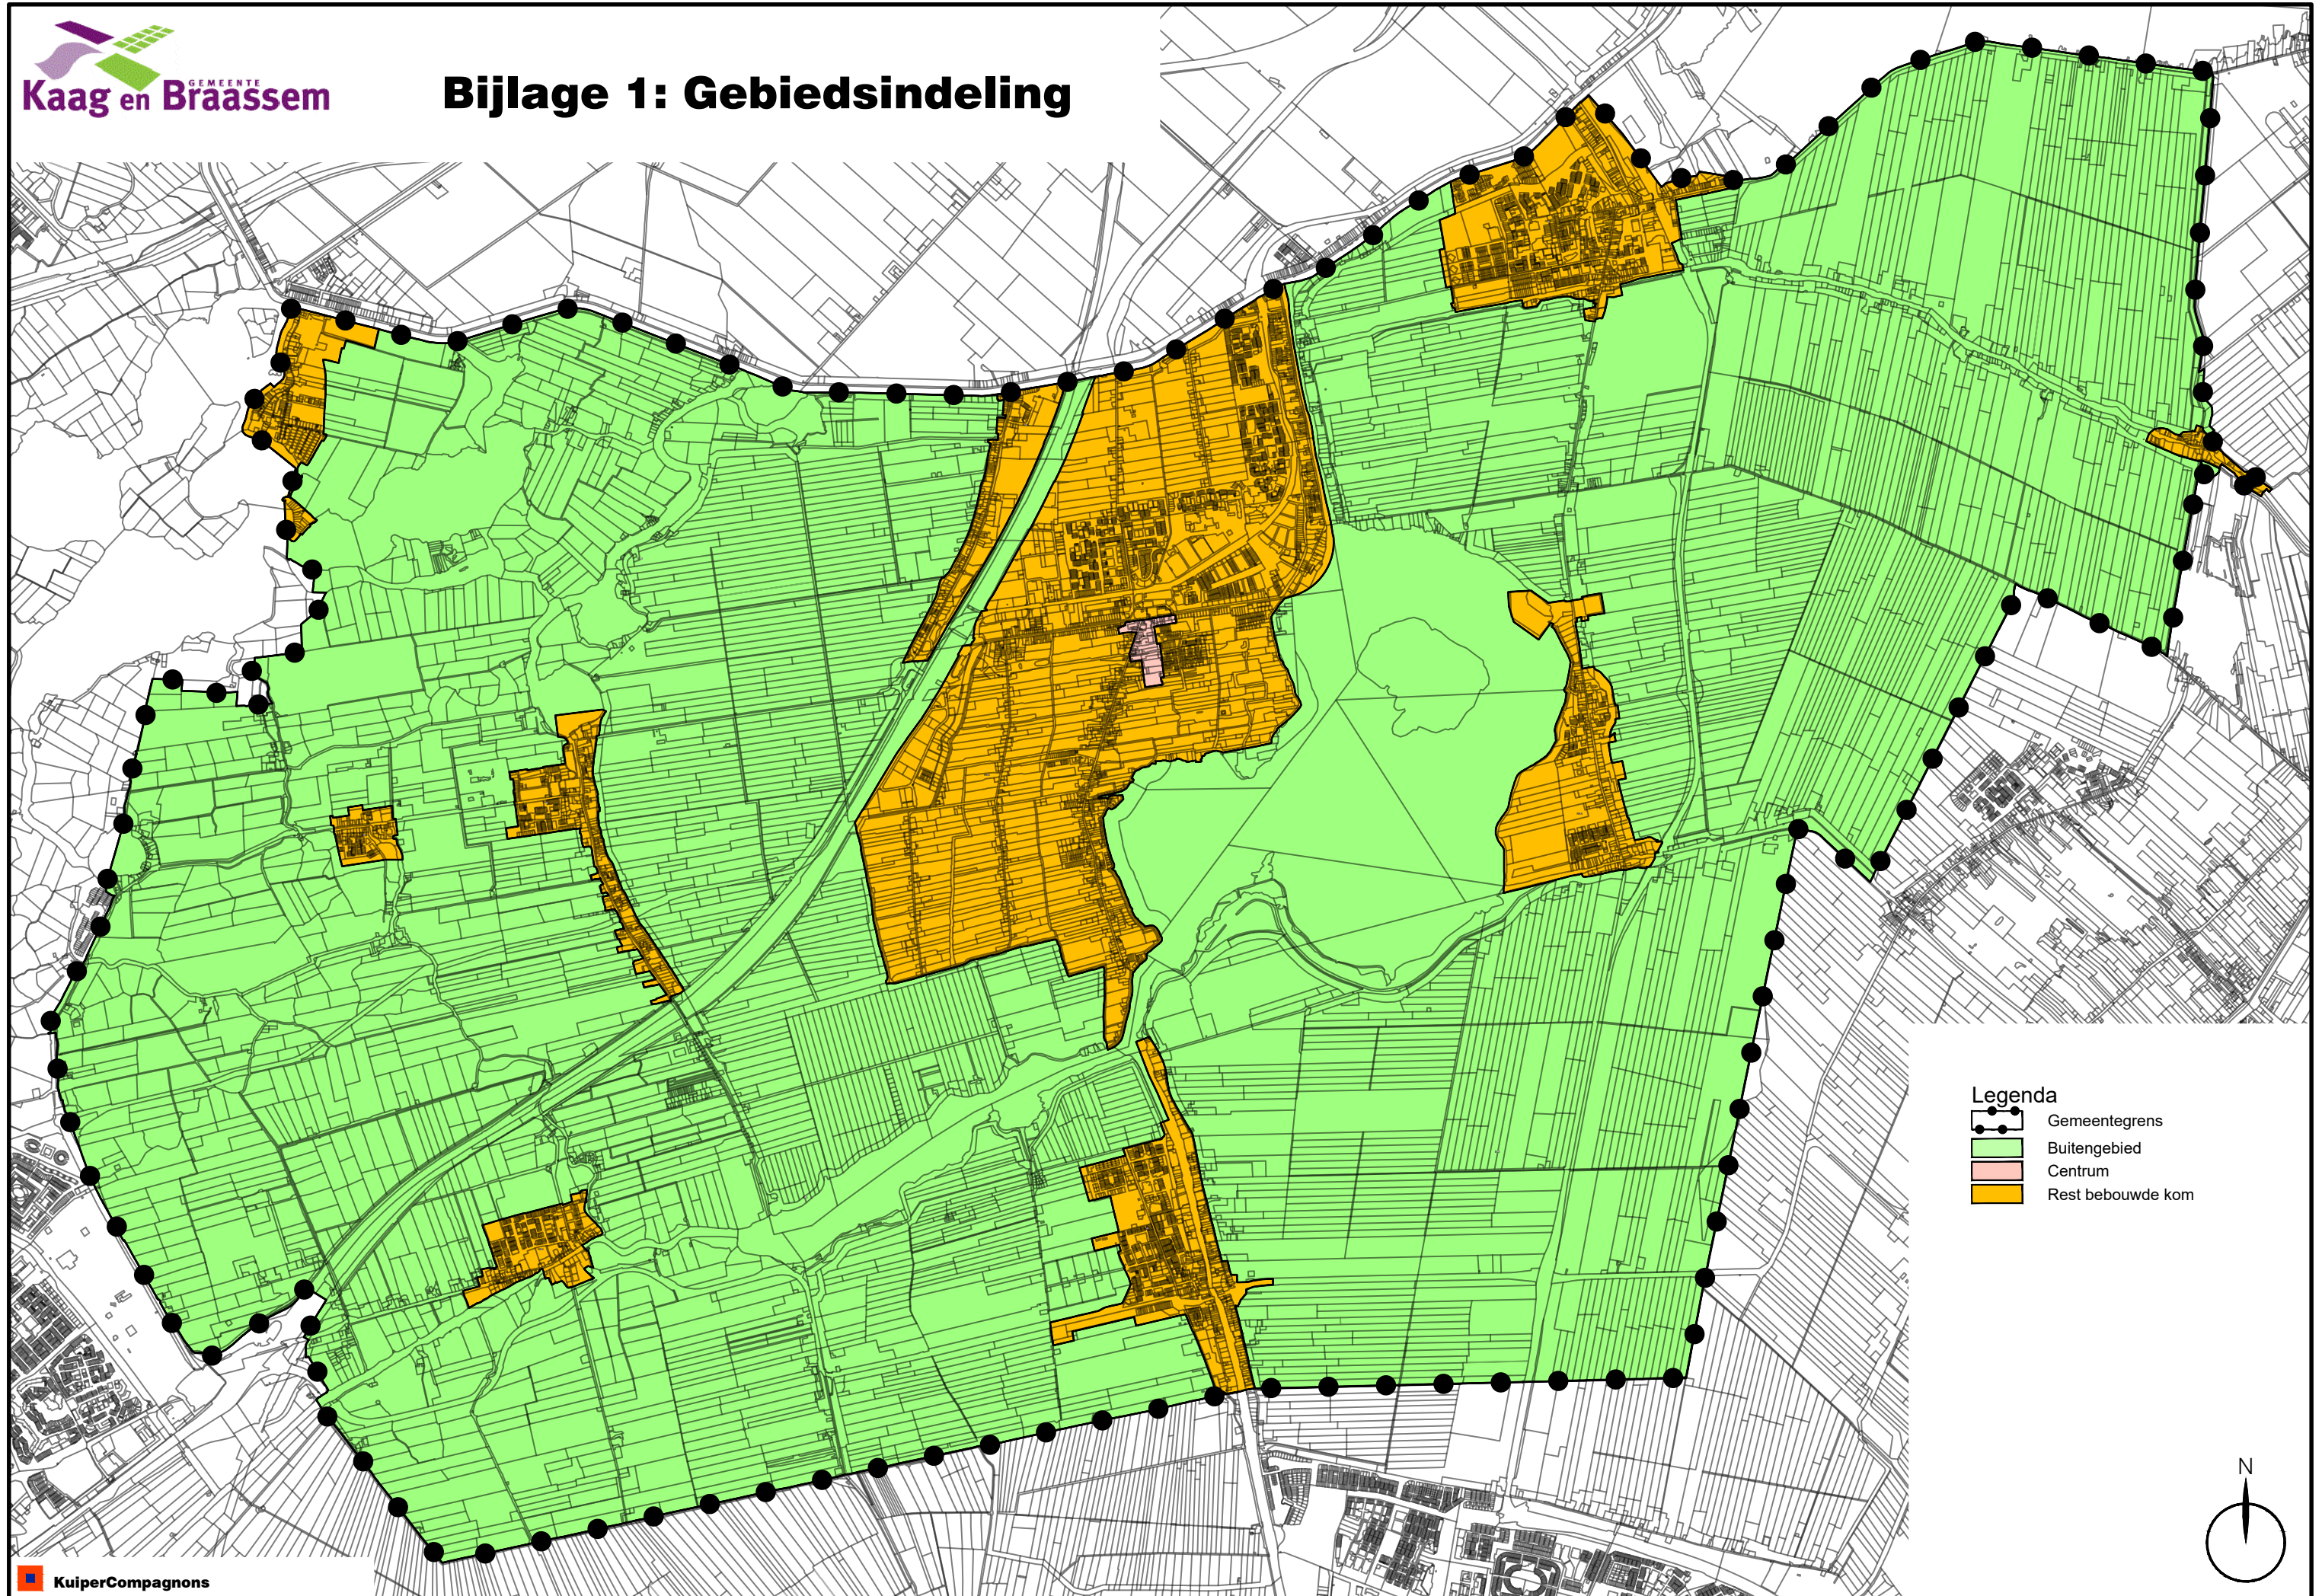 GEMEENTE
Kaag en Braassem
Bijlage 1: Gebiedsindeling
Legenda
Gemeentegrens
Buitengebied
Centrum
Rest bebouwde kom
N
KuiperCompagnons